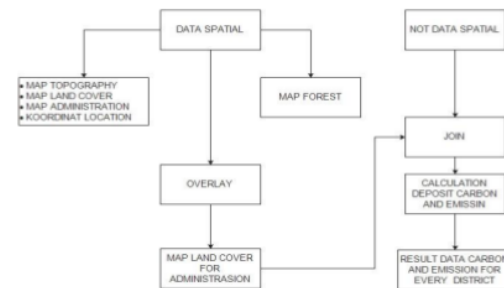 DATA SPATIAL
NOT DATA SPATIAL
• MAP TOPOGRAPHY
• MAP LAND COVER
• MAP ADMINISTRATION
• KOORDINAT LOCATION
MAP FOREST
JOIN
OVERLAY
CALCULATION
DEPOSIT CARBON
AND EMISSIN
MAP LAND COVER
FOR
ADMINISTRASION
RESULT DATA CARBON
AND EMISSION FOR
EVERY DISTRICT